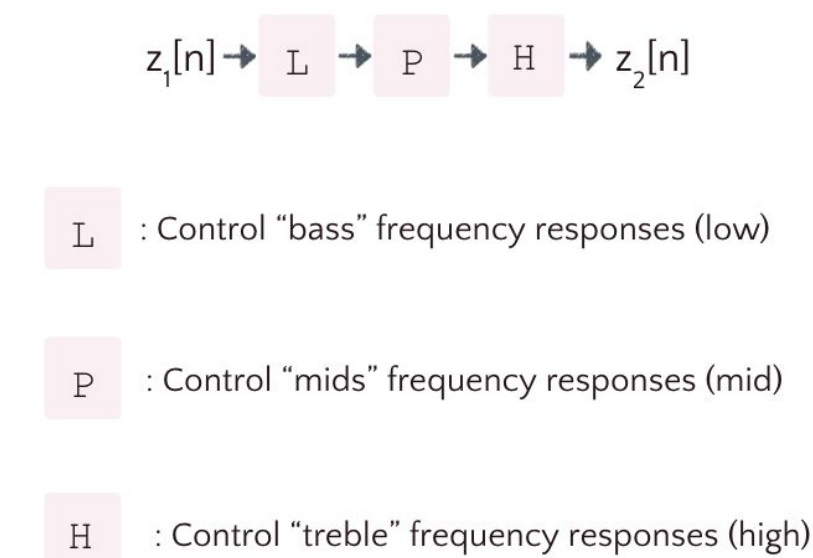 z₁[n] → L → P → H → z₂[n]
L : Control “bass” frequency responses (low)
P : Control “mids” frequency responses (mid)
H : Control “treble” frequency responses (high)